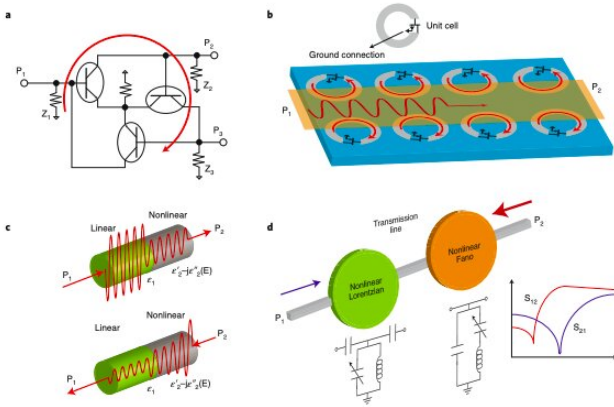 a
P1
Z1
P2
Z2
P3
Z3
b
Unit cell
Ground connection
P1
P2
c
Linear
Nonlinear
P1
P2
ε1
ε′2~jε″2(E)
Linear
Nonlinear
P1
P2
ε1
ε′2~jε″2(E)
d
Transmission
line
P2
Nonlinear
Fano
Nonlinear
Lorentzian
P1
S12
S21